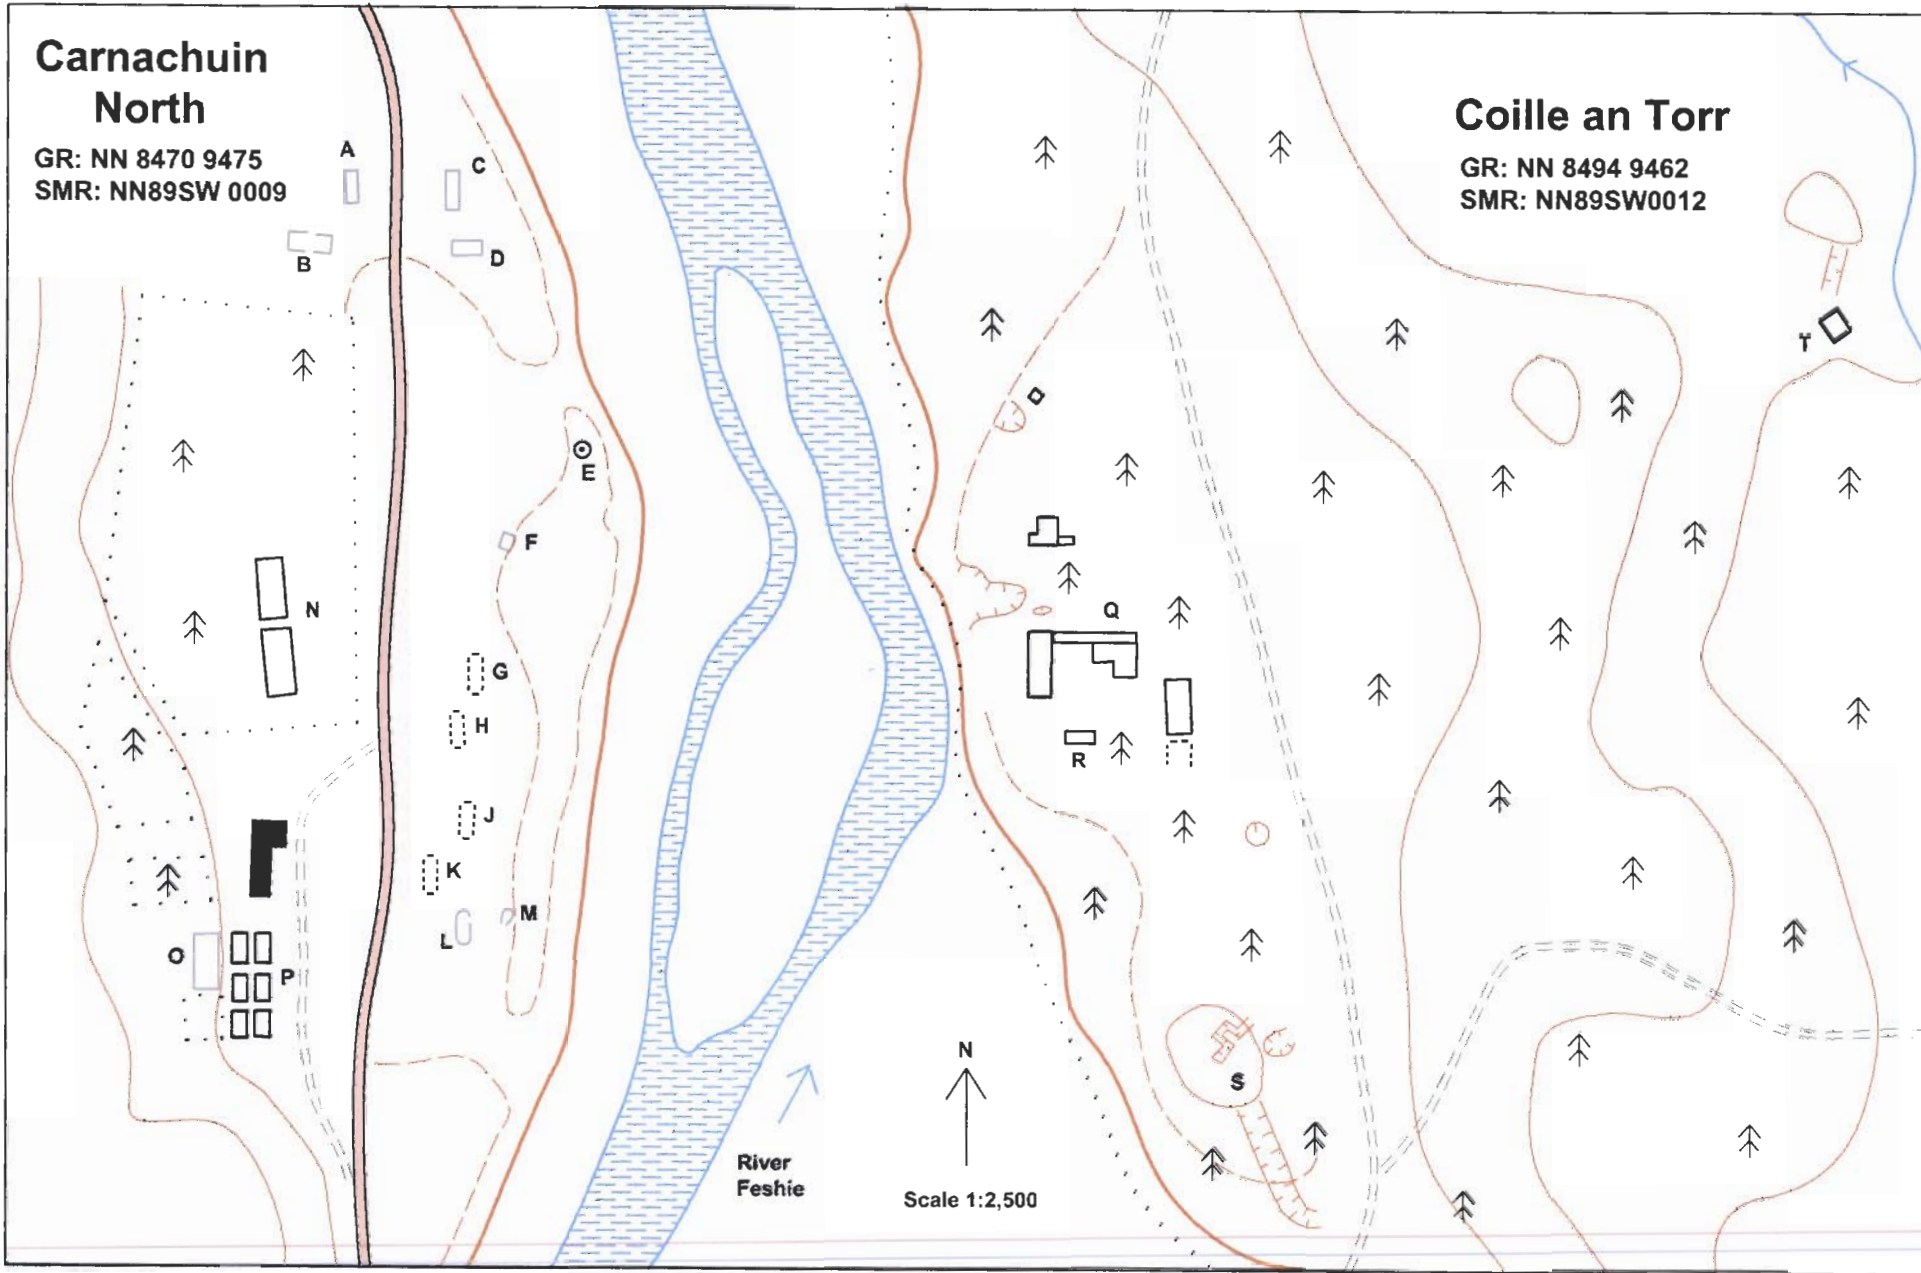 Carnachuin
North
GR: NN 8470 9475
SMR: NN89SW 0009
Coille an Torr
GR: NN 8494 9462
SMR: NN89SW0012
A
B
C
D
E
F
G
H
J
K
L
M
N
O
P
Q
R
S
T
River
Feshie
N
Scale 1:2,500